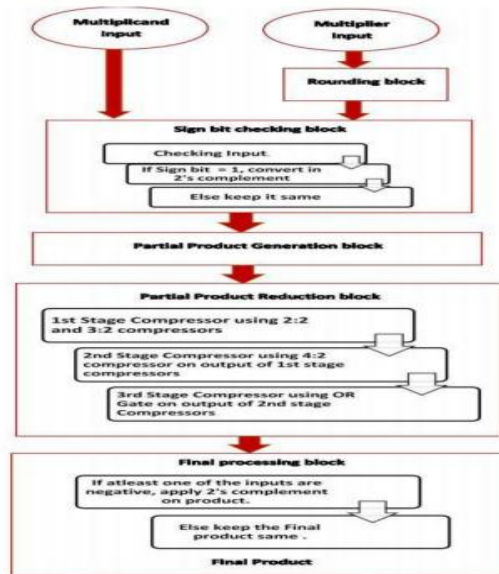 Multiplicand
input
Multiplier
Input
Rounding block
Sign bit checking block
Checking Input.
If Sign bit = 1, convert in
2's complement
Else keep it same
Partial Product Generation block
Partial Product Reduction block
1st Stage Compressor using 2:2
and 3:2 compressors
2nd Stage Compressor using 4:2
compressor on output of 1st stage
compressors
3rd Stage Compressor using OR
Gate on output of 2nd stage
Compressors
Final processing block
If atleast one of the inputs are
negative, apply 2's complement
on product.
Else keep the Final
product same .
Final Product